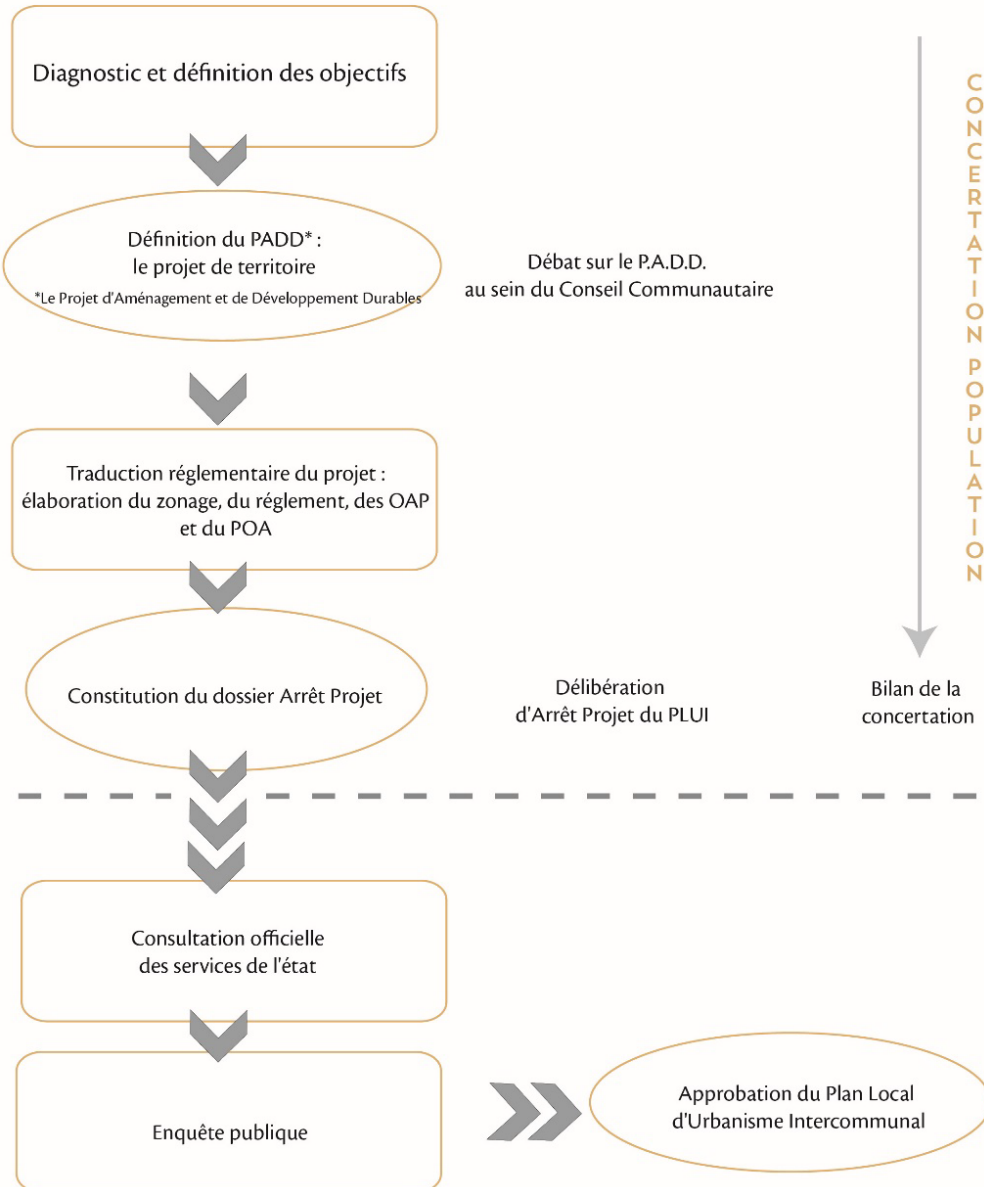 Diagnostic et définition des objectifs
Définition du PADD* :
le projet de territoire
*Le Projet d'Aménagement et de Développement Durables
Débat sur le P.A.D.D.
au sein du Conseil Communautaire
CONCERTATION POPULATION
Traduction réglementaire du projet :
élaboration du zonage, du réglement, des OAP
et du POA
Constitution du dossier Arrêt Projet
Délibération
d'Arrêt Projet du PLUI
Bilan de la
concertation
Consultation officielle
des services de l'état
Enquête publique
Approbation du Plan Local
d'Urbanisme Intercommunal